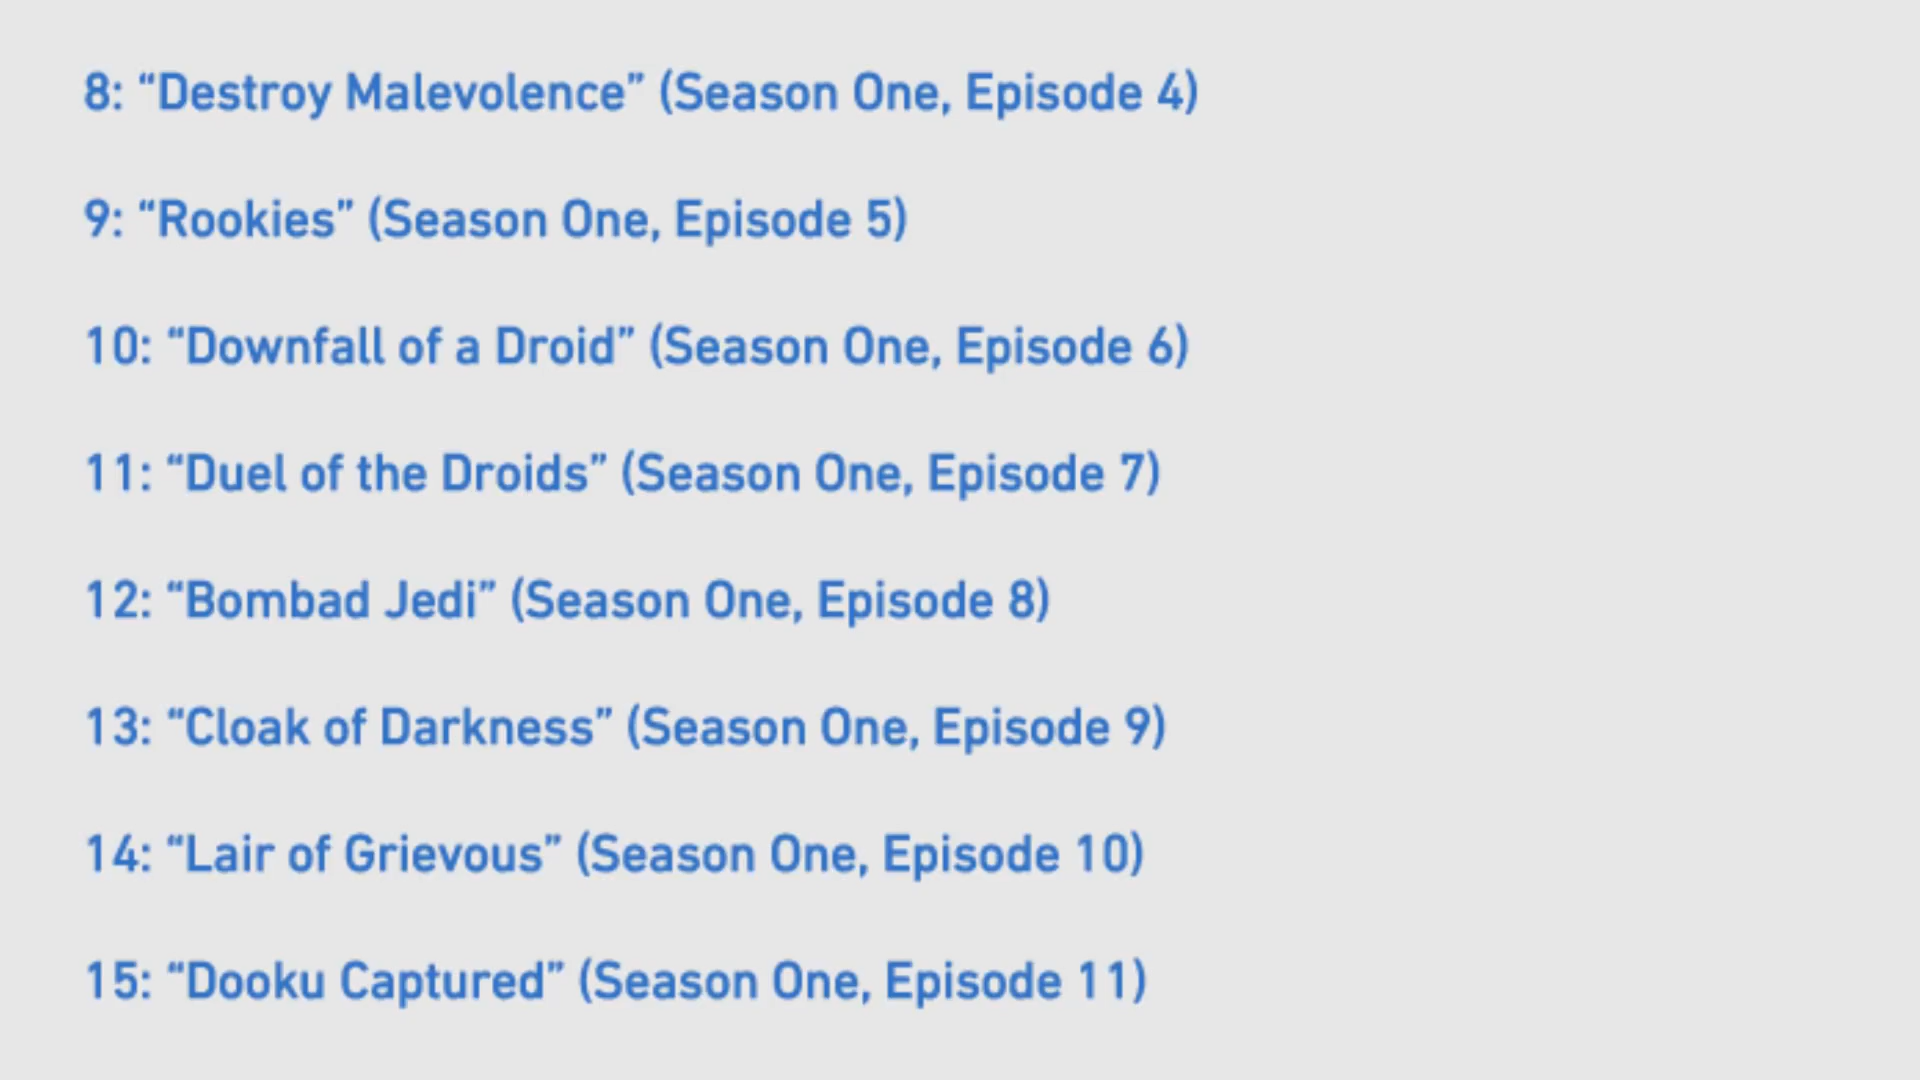 8: “Destroy Malevolence” (Season One, Episode 4)
9: “Rookies” (Season One, Episode 5)
10: “Downfall of a Droid” (Season One, Episode 6)
11: “Duel of the Droids” (Season One, Episode 7)
12: “Bombad Jedi” (Season One, Episode 8)
13: “Cloak of Darkness” (Season One, Episode 9)
14: “Lair of Grievous” (Season One, Episode 10)
15: “Dooku Captured” (Season One, Episode 11)